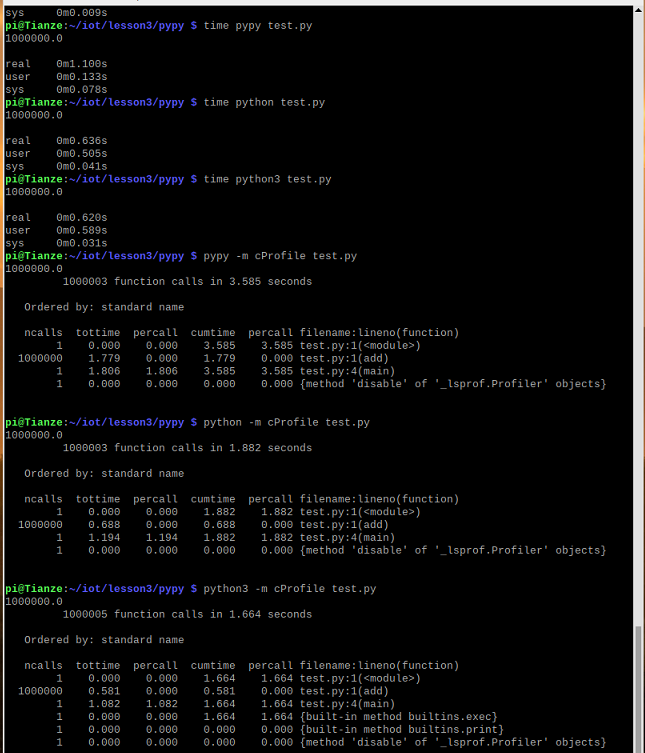 sys     0m0.009s
pi@Tianze:~/iot/lesson3/pypy $ time pypy test.py
1000000.0
real    0m1.100s
user    0m0.133s
sys     0m0.078s
pi@Tianze:~/iot/lesson3/pypy $ time python test.py
1000000.0
real    0m0.636s
user    0m0.505s
sys     0m0.041s
pi@Tianze:~/iot/lesson3/pypy $ time python3 test.py
1000000.0
real    0m0.620s
user    0m0.589s
sys     0m0.031s
pi@Tianze:~/iot/lesson3/pypy $ pypy -m cProfile test.py
1000000.0
         1000003 function calls in 3.585 seconds
   Ordered by: standard name
   ncalls  tottime  percall  cumtime  percall filename:lineno(function)
        1    0.000    0.000    3.585    3.585 test.py:1(<module>)
  1000000    1.779    0.000    1.779    0.000 test.py:1(add)
        1    1.806    1.806    3.585    3.585 test.py:4(main)
        1    0.000    0.000    0.000    0.000 {method 'disable' of '_lsprof.Profiler' objects}
pi@Tianze:~/iot/lesson3/pypy $ python -m cProfile test.py
1000000.0
         1000003 function calls in 1.882 seconds
   Ordered by: standard name
   ncalls  tottime  percall  cumtime  percall filename:lineno(function)
        1    0.000    0.000    1.882    1.882 test.py:1(<module>)
  1000000    0.688    0.000    0.688    0.000 test.py:1(add)
        1    1.194    1.194    1.882    1.882 test.py:4(main)
        1    0.000    0.000    0.000    0.000 {method 'disable' of '_lsprof.Profiler' objects}
pi@Tianze:~/iot/lesson3/pypy $ python3 -m cProfile test.py
1000000.0
         1000005 function calls in 1.664 seconds
   Ordered by: standard name
   ncalls  tottime  percall  cumtime  percall filename:lineno(function)
        1    0.000    0.000    1.664    1.664 test.py:1(<module>)
  1000000    0.581    0.000    0.581    0.000 test.py:1(add)
        1    1.082    1.082    1.664    1.664 test.py:4(main)
        1    0.000    0.000    1.664    1.664 {built-in method builtins.exec}
        1    0.000    0.000    0.000    0.000 {built-in method builtins.print}
        1    0.000    0.000    0.000    0.000 {method 'disable' of '_lsprof.Profiler' objects}